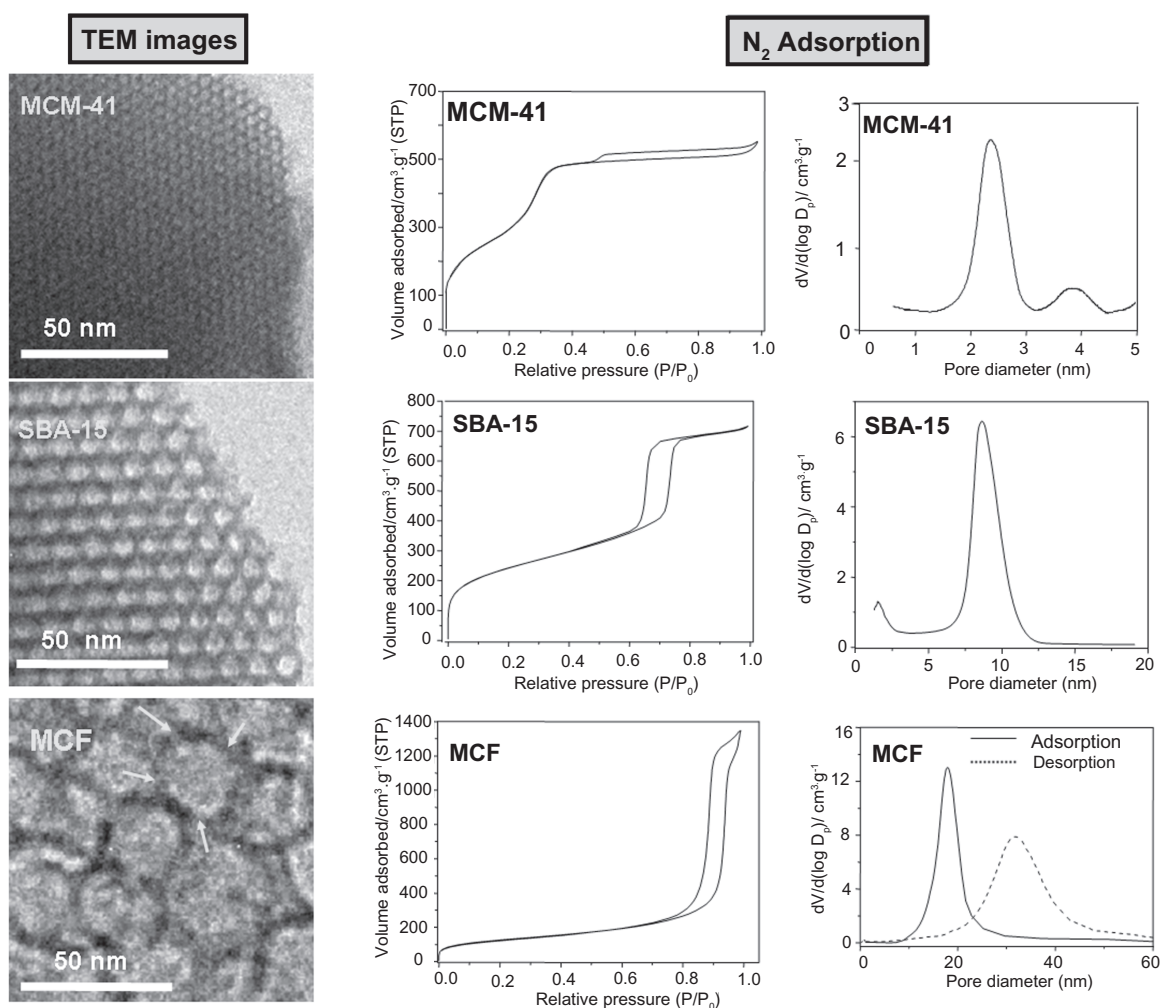 TEM images
N₂ Adsorption
MCM-41
50 nm
700
500
300
100
0
0.0 0.2 0.4 0.6 0.8 1.0
Volume adsorbed/cm³.g⁻¹ (STP)
Relative pressure (P/P₀)
MCM-41
3
2
1
0
0 1 2 3 4 5
dV/d(log Dₚ)/ cm³.g⁻¹
Pore diameter (nm)
MCM-41
SBA-15
50 nm
800
700
600
500
400
300
200
100
0
0.0 0.2 0.4 0.6 0.8 1.0
Volume adsorbed/cm³.g⁻¹ (STP)
Relative pressure (P/P₀)
SBA-15
6
4
2
0
0 5 10 15 20
dV/d(log Dₚ)/ cm³·g⁻¹
Pore diameter (nm)
SBA-15
MCF
50 nm
1400
1200
1000
800
600
400
200
0
0.0 0.2 0.4 0.6 0.8 1.0
Volume adsorbed/cm³.g⁻¹ (STP)
Relative pressure (P/P₀)
MCF
16
12
8
4
0
0 20 40 60
dV/d(log Dₚ)/ cm³·g⁻¹
Pore diameter (nm)
MCF
Adsorption
Desorption